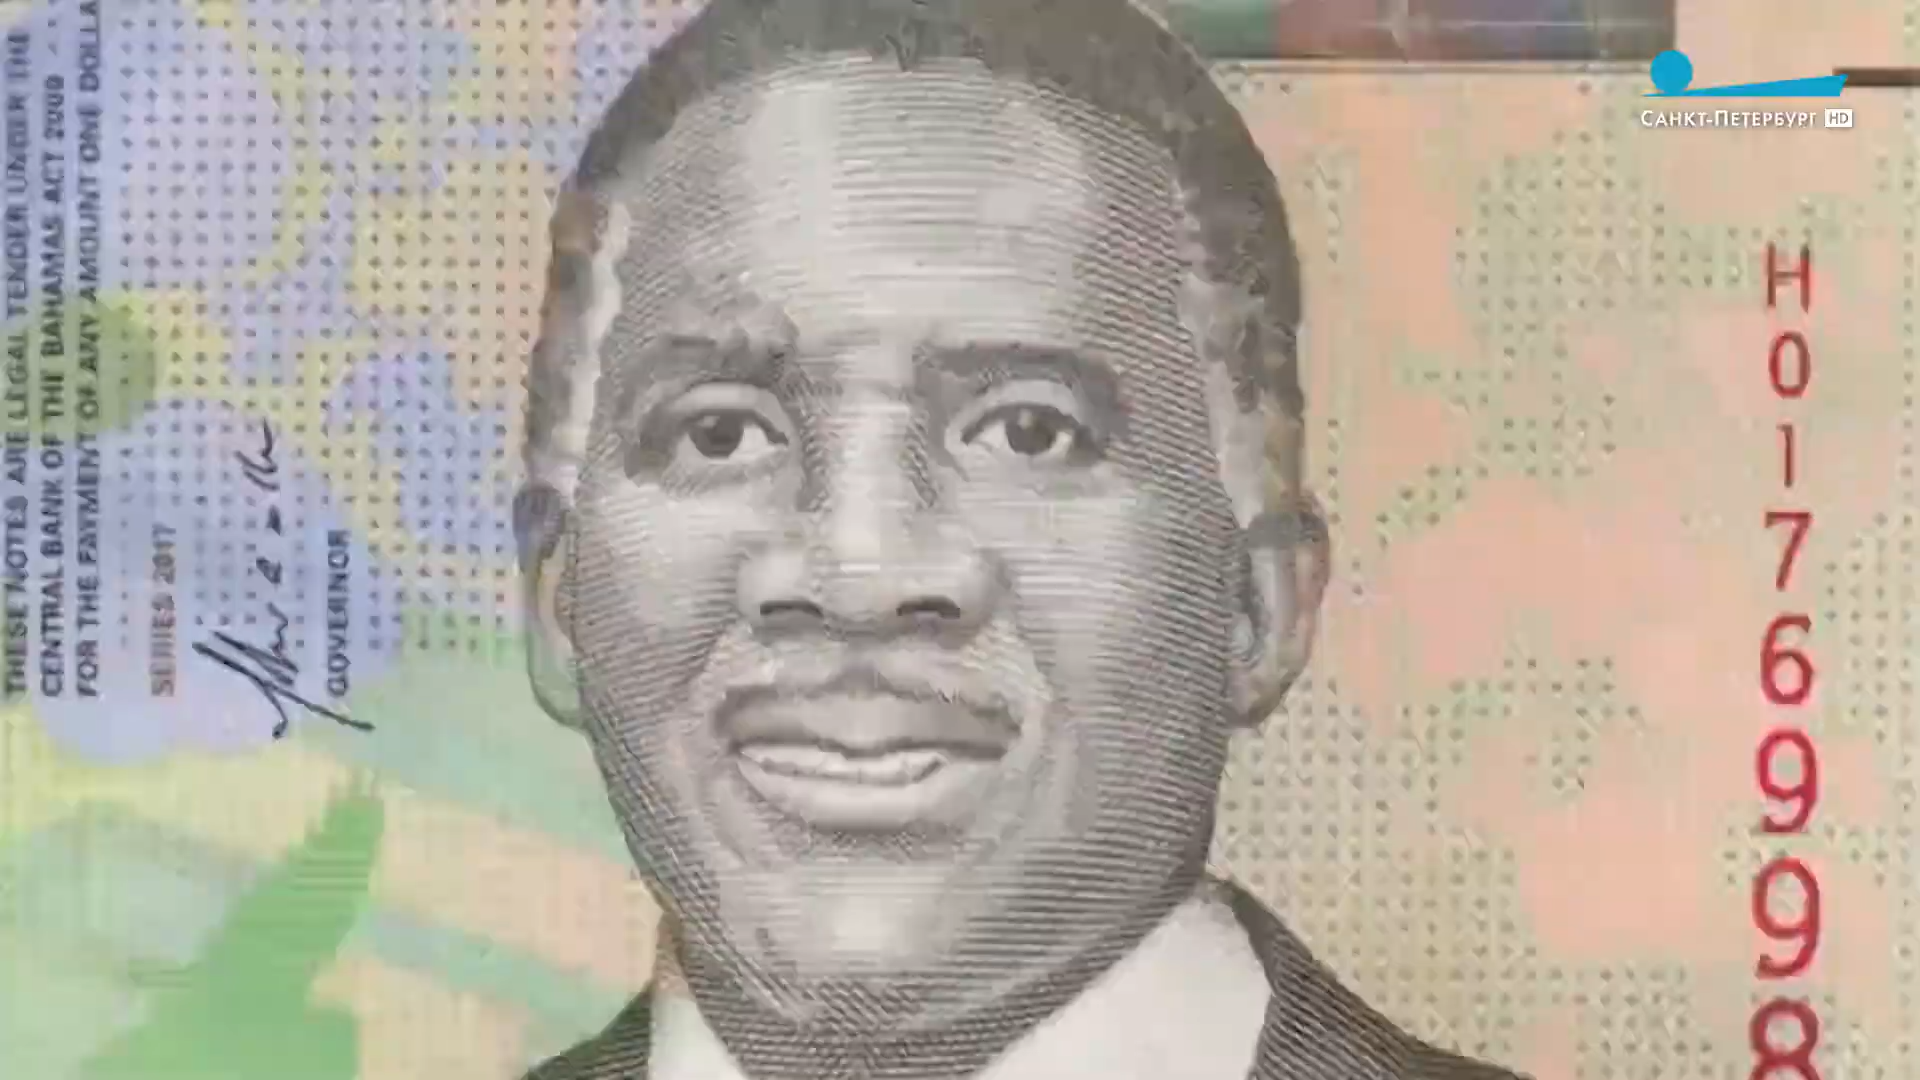 THESE NOTES ARE LEGAL TENDER UNDER THE
CENTRAL BANK OF THE BAHAMAS ACT 2000
FOR THE PAYMENT OF ANY AMOUNT ONE DOLLA
SERIES 2017
GOVERNOR
САНКТ-ПЕТЕРБУРГ HD
H0176998